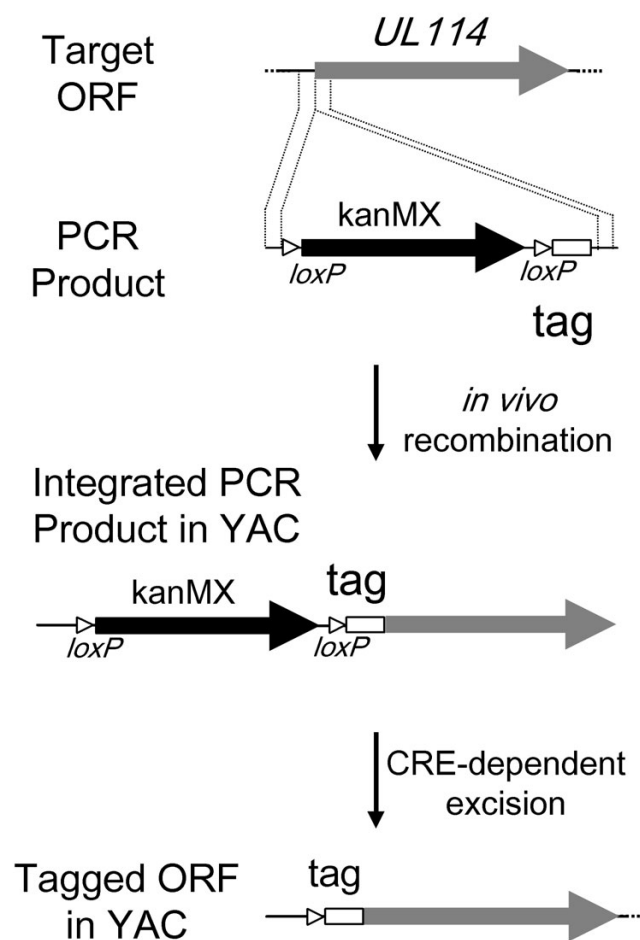 Target
ORF
UL114
PCR
Product
kanMX
loxP
loxP
tag
in vivo
recombination
Integrated PCR
Product in YAC
kanMX
tag
loxP
loxP
CRE-dependent
excision
Tagged ORF
in YAC
tag